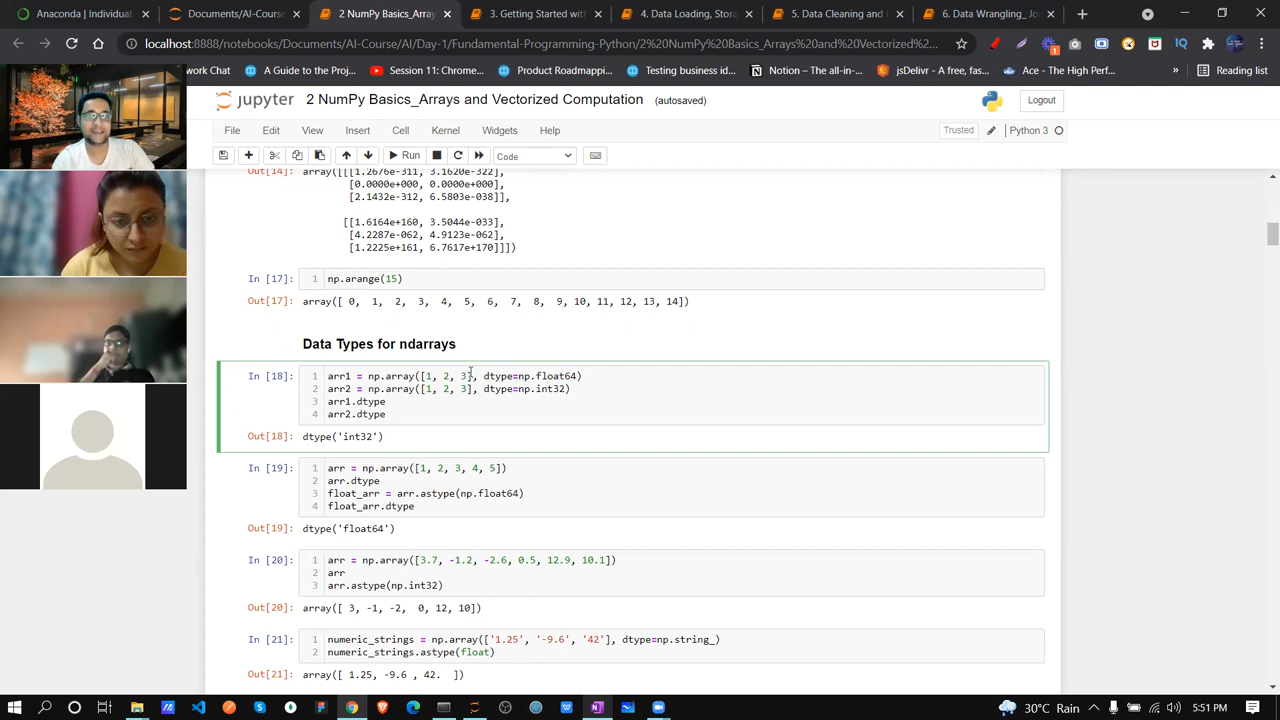 Anaconda | Individual
Documents/AI-Course
2 NumPy Basics_Array
3. Getting Started with
4. Data Loading, Stora
5. Data Cleaning and
6. Data Wrangling_ Jo
localhost:8888/notebooks/Documents/Ai-Course/AI/Day-1/Fundamental-Programming-Python/2%20NumPy%20Basics_Arrays%20and%20Vectorized%20Computation....
work Chat
A Guide to the Proj...
Session 11: Chrome...
Product Roadmappi...
Testing business id...
Notion – The all-in-...
jsDelivr - A free, fas...
Ace - The High Perf...
»
Reading list
jupyter 2 NumPy Basics_Arrays and Vectorized Computation (autosaved)
Logout
File Edit View Insert Cell Kernel Widgets Help
Trusted
Python 3
Run
Code
Out[14]: array([[[1.2676e-311, 3.1620e-322],
[0.0000e+000, 0.0000e+000],
[2.1432e-312, 6.5803e-038]],
[[1.6164e+160, 3.5044e-033],
[4.2287e-062, 4.9123e-062],
[1.2225e+161, 6.7617e+170]]])
In [17]: 1 np.arange(15)
Out[17]: array([ 0, 1, 2, 3, 4, 5, 6, 7, 8, 9, 10, 11, 12, 13, 14])
Data Types for ndarrays
In [18]: 1 arr1 = np.array([1, 2, 3], dtype=np.float64)
2 arr2 = np.array([1, 2, 3], dtype=np.int32)
3 arr1.dtype
4 arr2.dtype
Out[18]: dtype('int32')
In [19]: 1 arr = np.array([1, 2, 3, 4, 5])
2 arr.dtype
3 float_arr = arr.astype(np.float64)
4 float_arr.dtype
Out[19]: dtype('float64')
In [20]: 1 arr = np.array([3.7, -1.2, -2.6, 0.5, 12.9, 10.1])
2 arr
3 arr.astype(np.int32)
Out[20]: array([ 3, -1, -2, 0, 12, 10])
In [21]: 1 numeric_strings = np.array(['1.25', '-9.6', '42'], dtype=np.string_)
2 numeric_strings.astype(float)
Out[21]: array([ 1.25, -9.6 , 42. ])
30°C Rain
5:51 PM